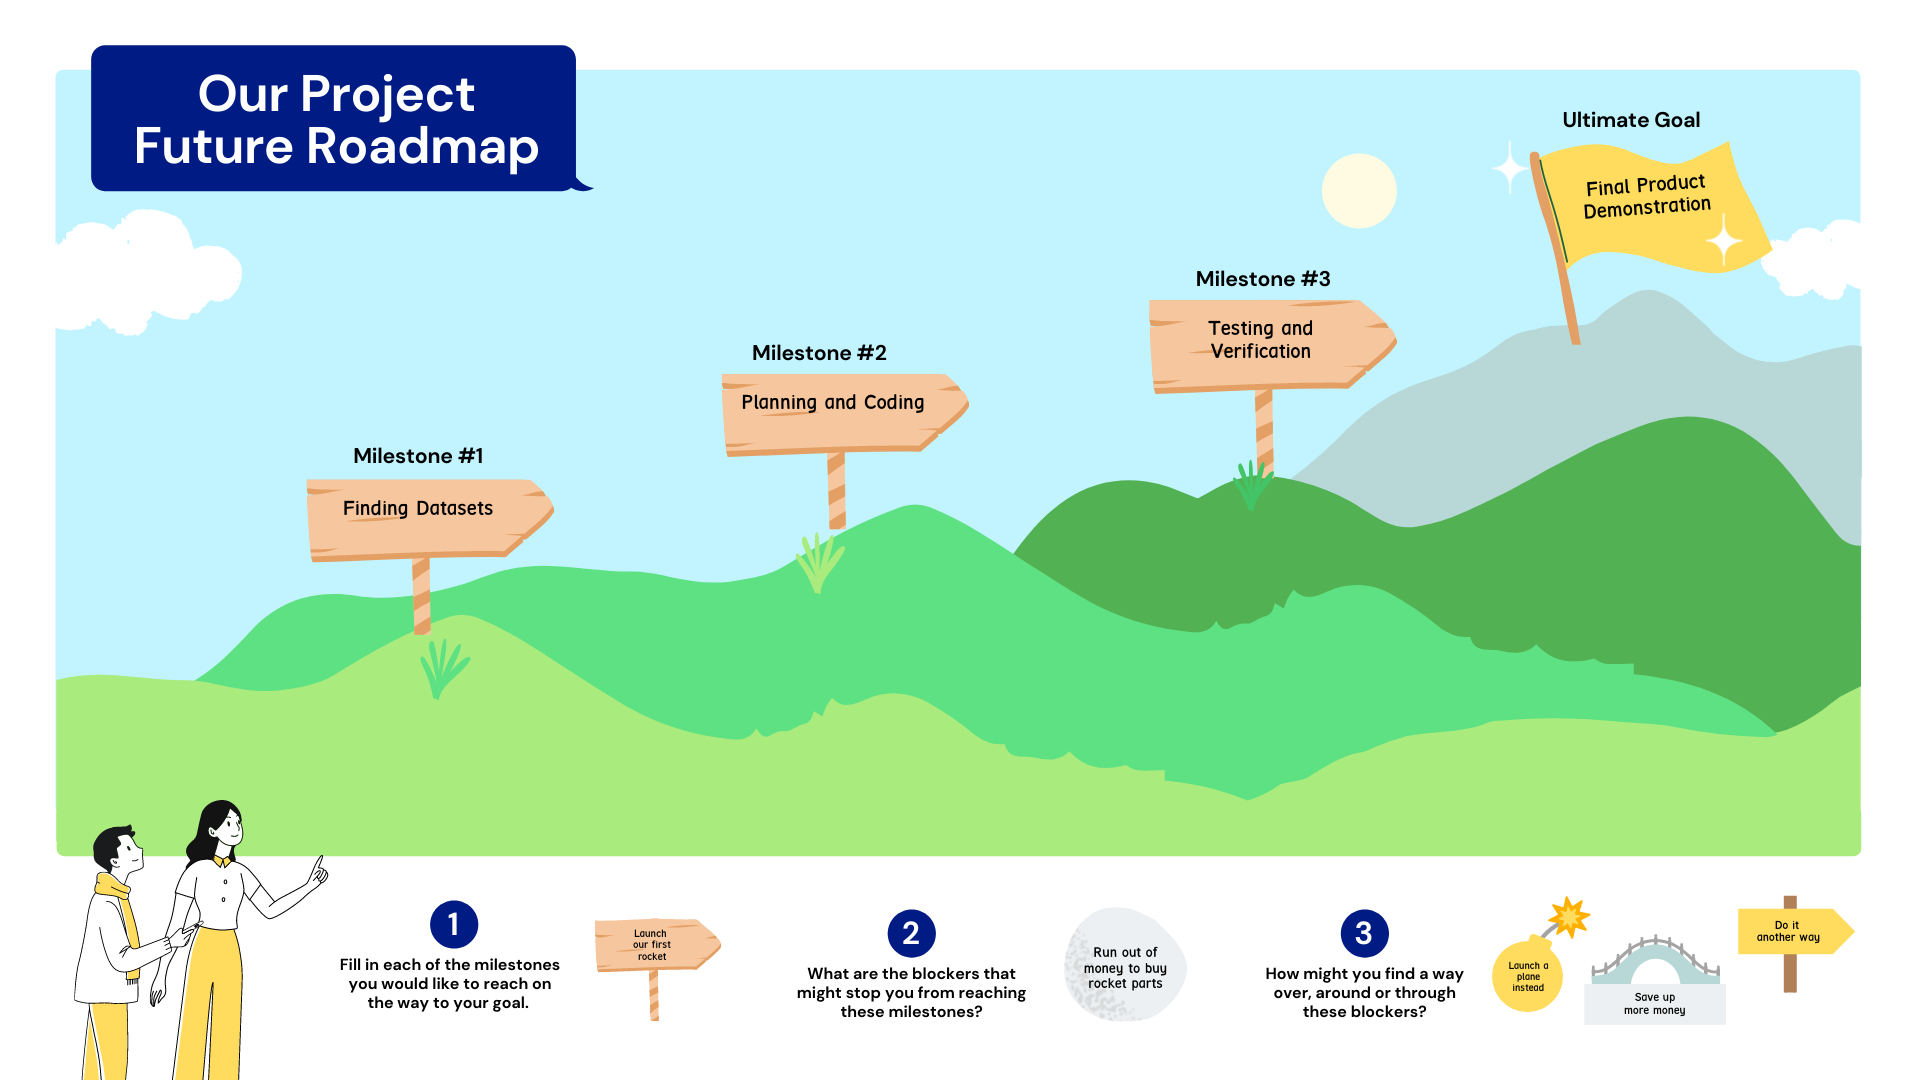 Our Project
Future Roadmap
Ultimate Goal
Final Product
Demonstration
Milestone #3
Testing and
Verification
Milestone #2
Planning and Coding
Milestone #1
Finding Datasets
1
Fill in each of the milestones
you would like to reach on
the way to your goal.
Launch
our first
rocket
2
What are the blockers that
might stop you from reaching
these milestones?
Run out of
money to buy
rocket parts
3
How might you find a way
over, around or through
these blockers?
Launch a
plane
instead
Save up
more money
Do it
another way